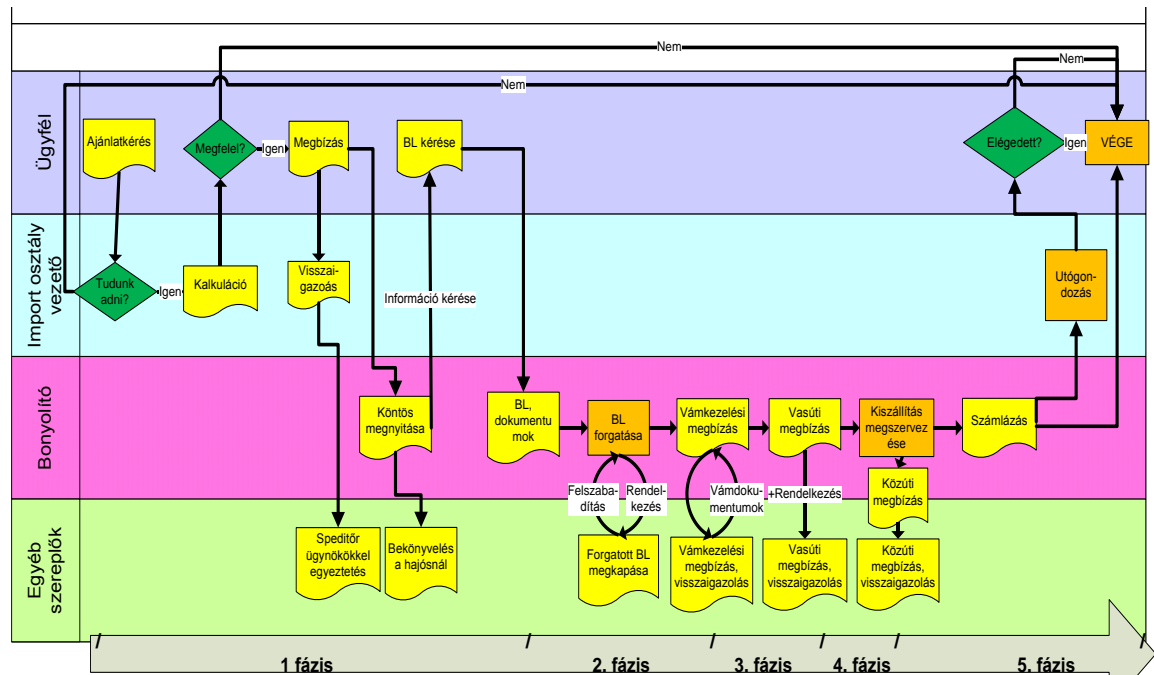 Nem
Nem
Nem
Ügyfél
Ajánlatkérés
Megfelel?
Igen
Megbízás
BL kérése
Elégedett?
Igen
VÉGE
Import osztály
vezető
Tudunk
adni?
Igen
Kalkuláció
Visszai-
gazoás
Információ kérése
Utógon-
dozás
Bonyolító
Köntös
megnyitása
BL,
dokumentu
mok
BL
forgatása
Vámkezelési
megbízás
Vasúti
megbízás
Kiszállítás
megszervez
ése
Számlázás
Felszaba-
dítás
Rendel-
kezés
Vámdoku-
mentumok
+Rendelkezés
Közúti
megbízás
Egyéb
szereplők
Speditőr
ügynökökkel
egyeztetés
Bekönyvelés
a hajósnál
Forgatott BL
megkapása
Vámkezelési
megbízás,
visszaigazolás
Vasúti
megbízás,
visszaigazolás
Közúti
megbízás,
visszaigazolás
1 fázis
2. fázis
3. fázis
4. fázis
5. fázis